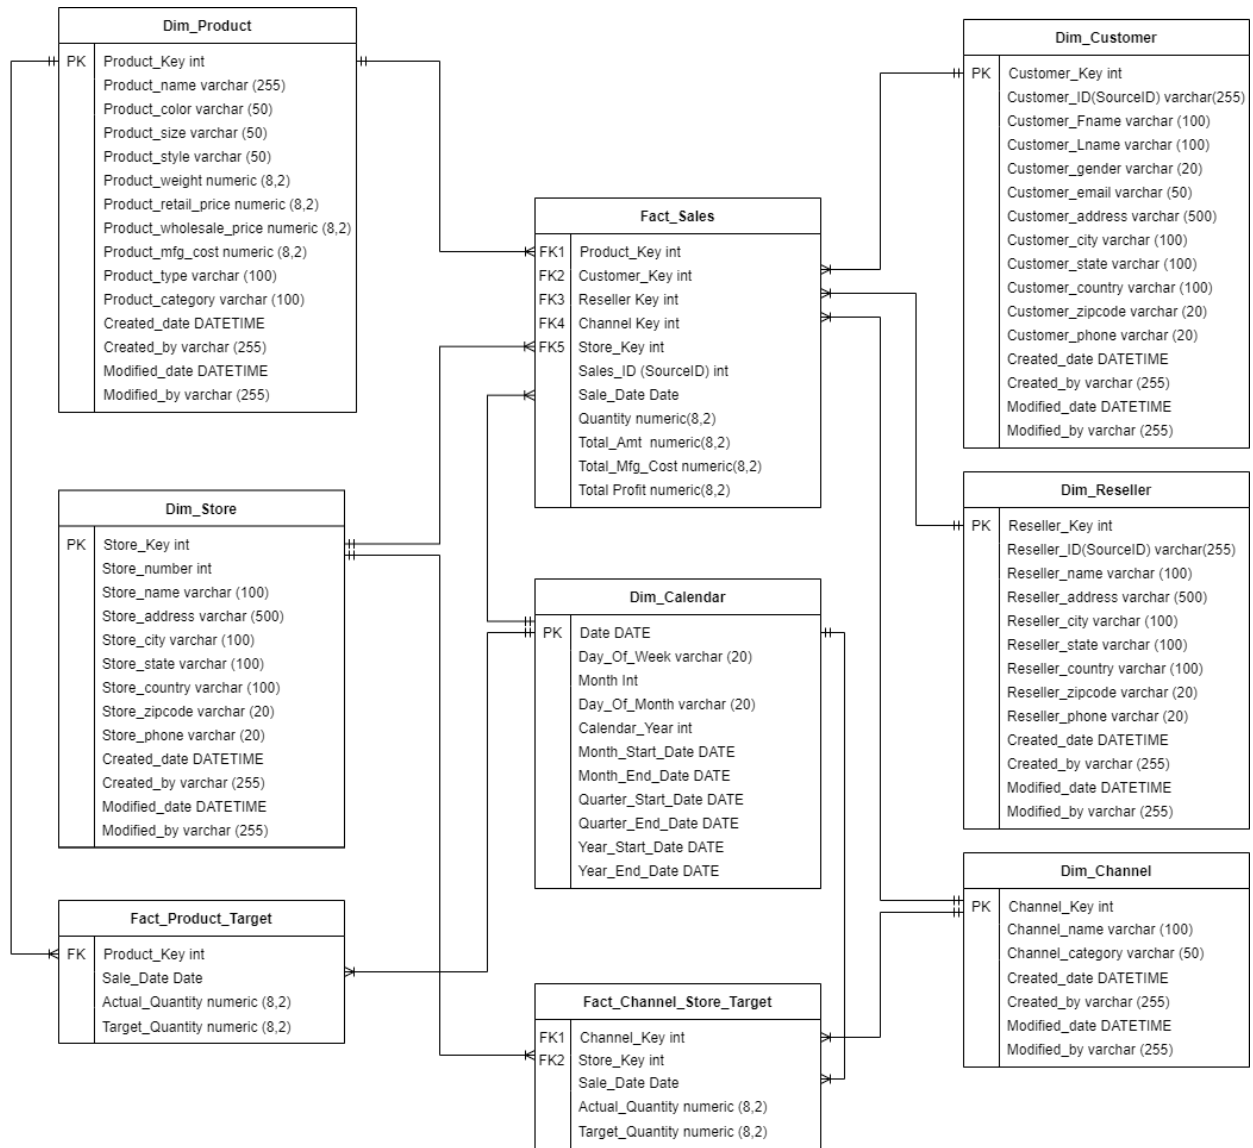 Dim_Product
PK Product_Key int
Product_name varchar (255)
Product_color varchar (50)
Product_size varchar (50)
Product_style varchar (50)
Product_weight numeric (8,2)
Product_retail_price numeric (8,2)
Product_wholesale_price numeric (8,2)
Product_mfg_cost numeric (8,2)
Product_type varchar (100)
Product_category varchar (100)
Created_date DATETIME
Created_by varchar (255)
Modified_date DATETIME
Modified_by varchar (255)
Dim_Store
PK Store_Key int
Store_number int
Store_name varchar (100)
Store_address varchar (500)
Store_city varchar (100)
Store_state varchar (100)
Store_country varchar (100)
Store_zipcode varchar (20)
Store_phone varchar (20)
Created_date DATETIME
Created_by varchar (255)
Modified_date DATETIME
Modified_by varchar (255)
Fact_Product_Target
FK Product_Key int
Sale_Date Date
Actual_Quantity numeric (8,2)
Target_Quantity numeric (8,2)
Fact_Sales
FK1 Product_Key int
FK2 Customer_Key int
FK3 Reseller Key int
FK4 Channel Key int
FK5 Store_Key int
Sales_ID (SourceID) int
Sale_Date Date
Quantity numeric(8,2)
Total_Amt numeric(8,2)
Total_Mfg_Cost numeric(8,2)
Total Profit numeric(8,2)
Dim_Calendar
PK Date DATE
Day_Of_Week varchar (20)
Month Int
Day_Of_Month varchar (20)
Calendar_Year int
Month_Start_Date DATE
Month_End_Date DATE
Quarter_Start_Date DATE
Quarter_End_Date DATE
Year_Start_Date DATE
Year_End_Date DATE
Fact_Channel_Store_Target
FK1 Channel_Key int
FK2 Store_Key int
Sale_Date Date
Actual_Quantity numeric (8,2)
Target_Quantity numeric (8,2)
Dim_Customer
PK Customer_Key int
Customer_ID(SourceID) varchar(255)
Customer_Fname varchar (100)
Customer_Lname varchar (100)
Customer_gender varchar (20)
Customer_email varchar (50)
Customer_address varchar (500)
Customer_city varchar (100)
Customer_state varchar (100)
Customer_country varchar (100)
Customer_zipcode varchar (20)
Customer_phone varchar (20)
Created_date DATETIME
Created_by varchar (255)
Modified_date DATETIME
Modified_by varchar (255)
Dim_Reseller
PK Reseller_Key int
Reseller_ID(SourceID) varchar(255)
Reseller_name varchar (100)
Reseller_address varchar (500)
Reseller_city varchar (100)
Reseller_state varchar (100)
Reseller_country varchar (100)
Reseller_zipcode varchar (20)
Reseller_phone varchar (20)
Created_date DATETIME
Created_by varchar (255)
Modified_date DATETIME
Modified_by varchar (255)
Dim_Channel
PK Channel_Key int
Channel_name varchar (100)
Channel_category varchar (50)
Created_date DATETIME
Created_by varchar (255)
Modified_date DATETIME
Modified_by varchar (255)